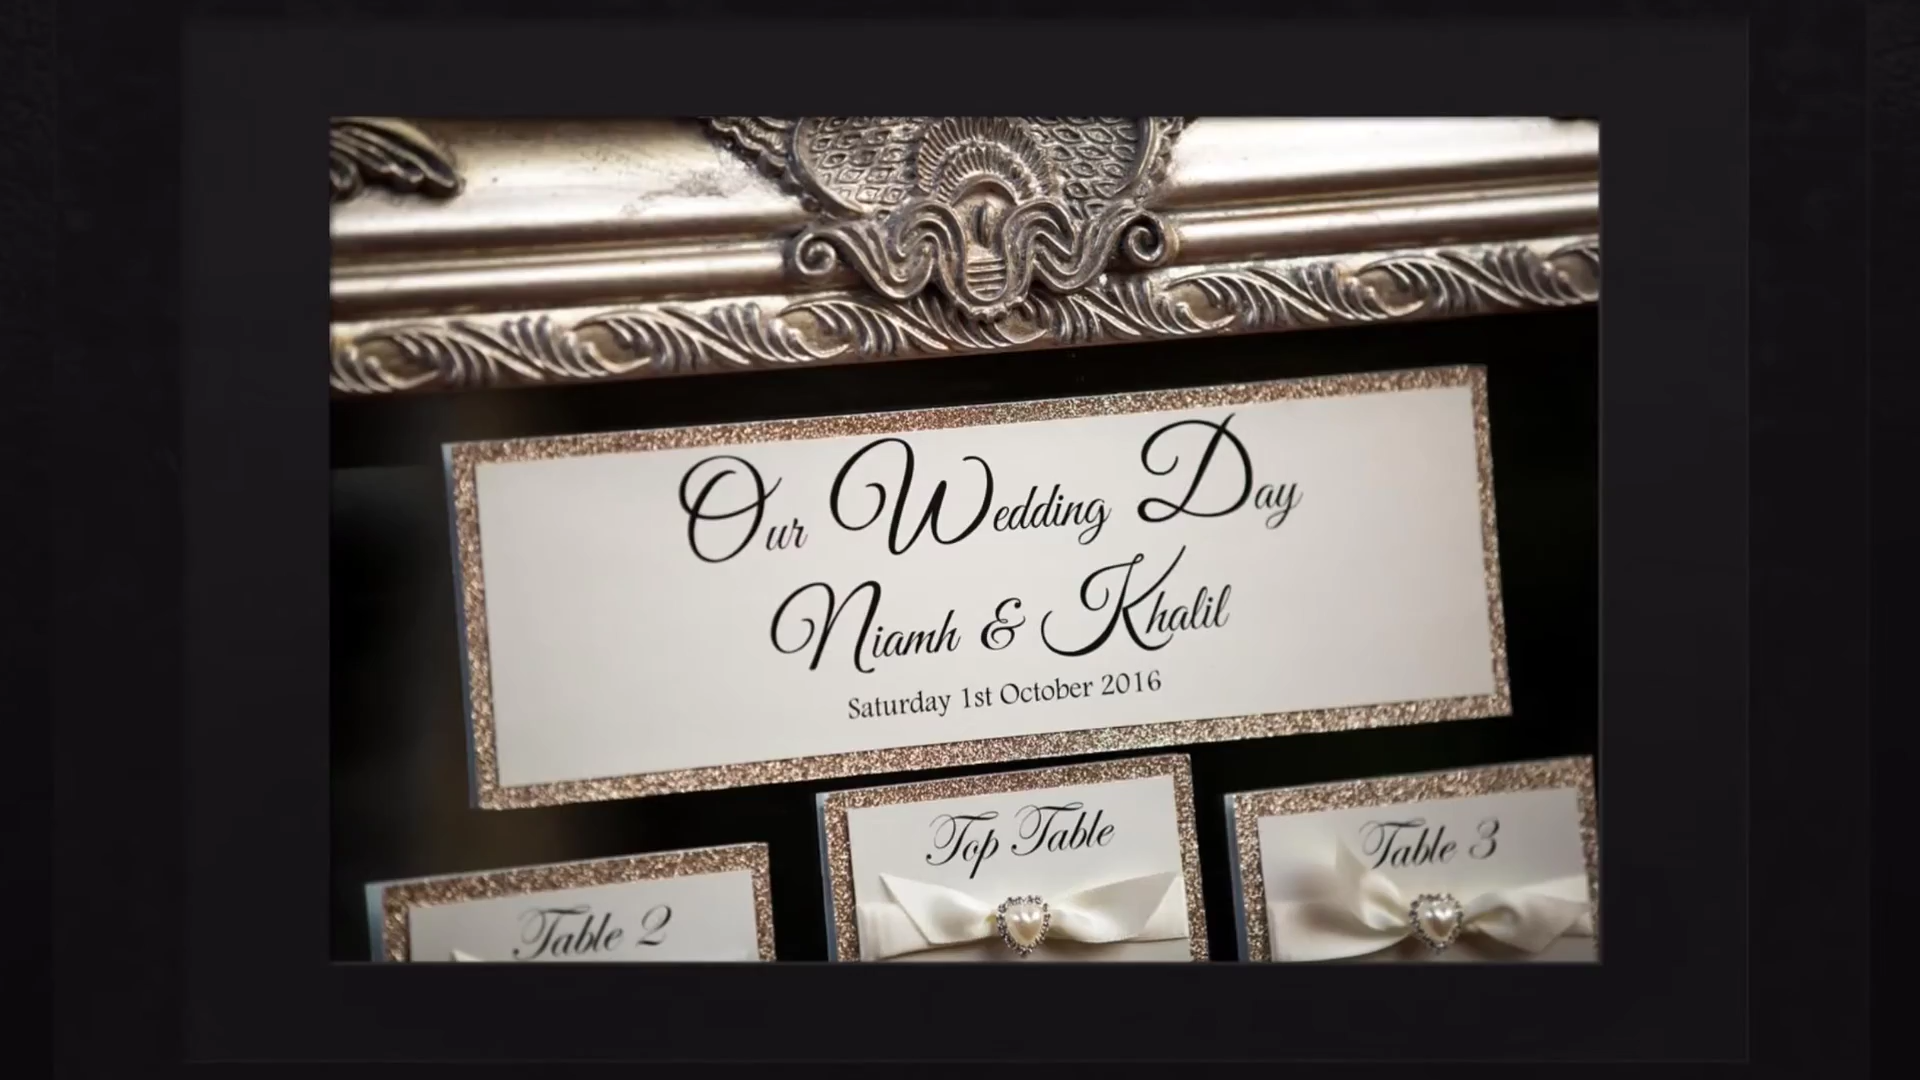 Our Wedding Day
Niamh & Khalil
Saturday 1st October 2016
Top Table
Table 3
Table 2